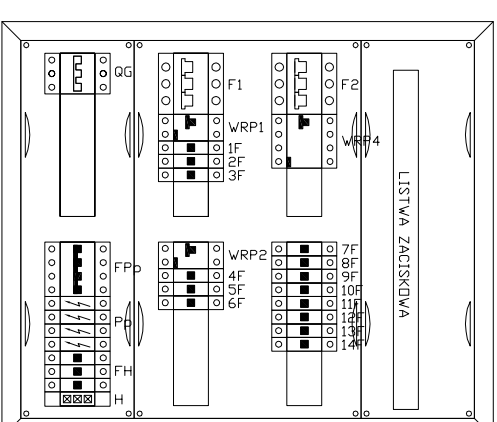 QG
F1
F2
WRP1
WRP4
1F
2F
3F
LISTWA ZACISKOWA
FPp
WRP2
7F
8F
4F
9F
5F
10F
Pp
6F
11F
12F
13F
14F
FH
H